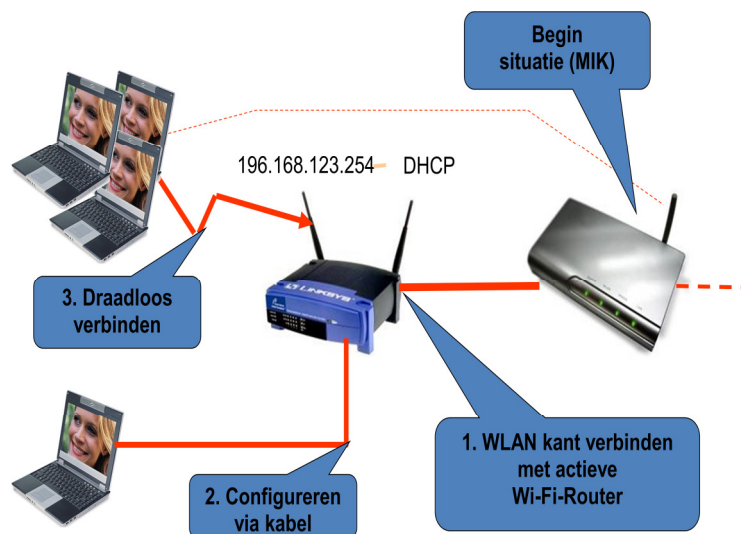 Begin
situatie (MIK)
196.168.123.254 DHCP
3. Draadloos
verbinden
LINKSYS
1. WLAN kant verbinden
met actieve
Wi-Fi-Router
2. Configureren
via kabel